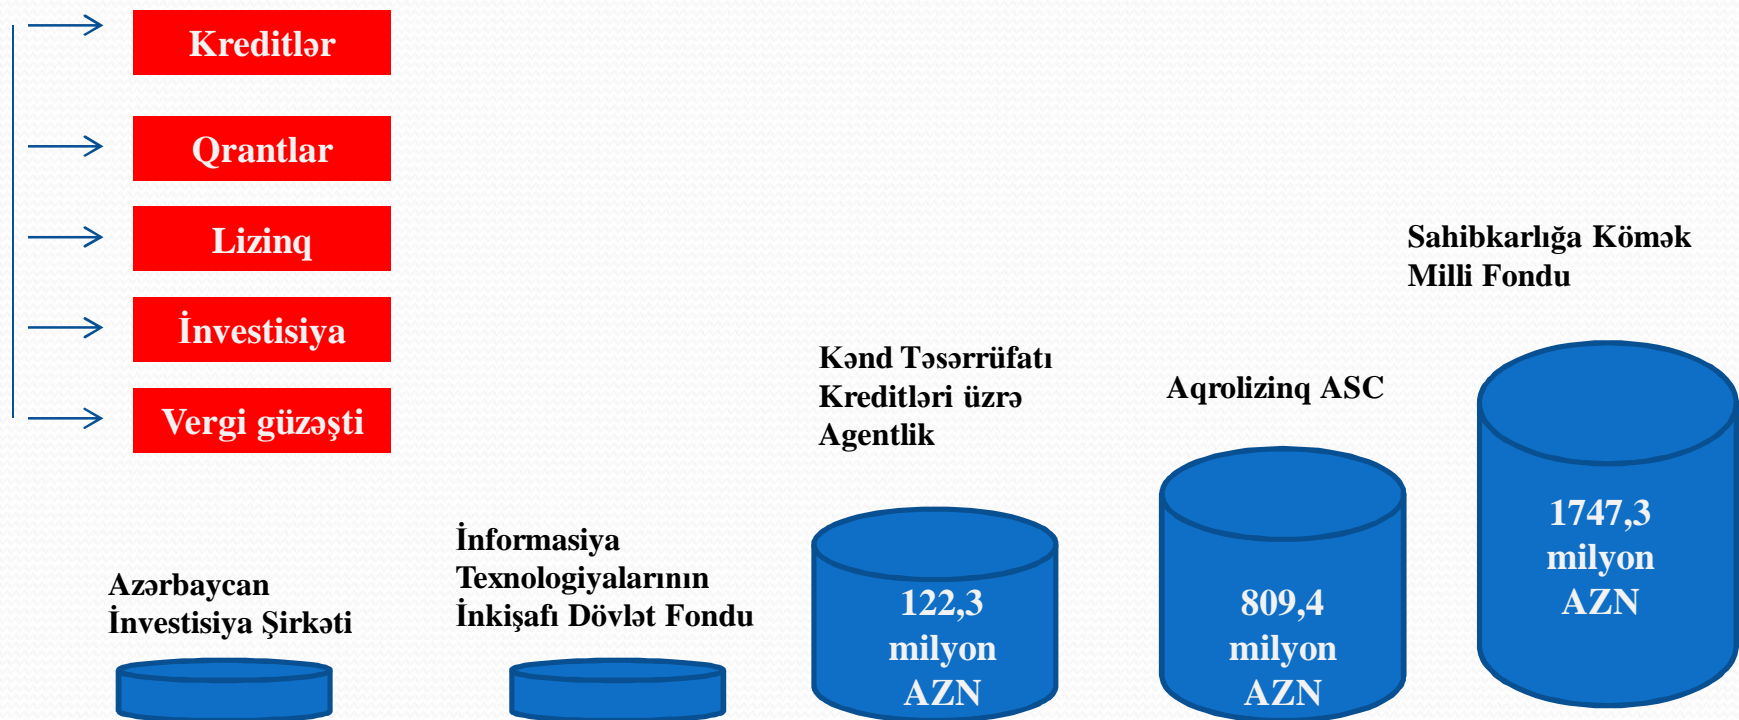 Kreditlər
Qrantlar
Lizinq
İnvestisiya
Vergi güzəşti
Azərbaycan
İnvestisiya Şirkəti
İnformasiya
Texnologiyalarının
İnkişafı Dövlət Fondu
Kənd Təsərrüfatı
Kreditləri üzrə
Agentlik
122,3
milyon
AZN
Aqrolizinq ASC
809,4
milyon
AZN
Sahibkarlığa Kömək
Milli Fondu
1747,3
milyon
AZN